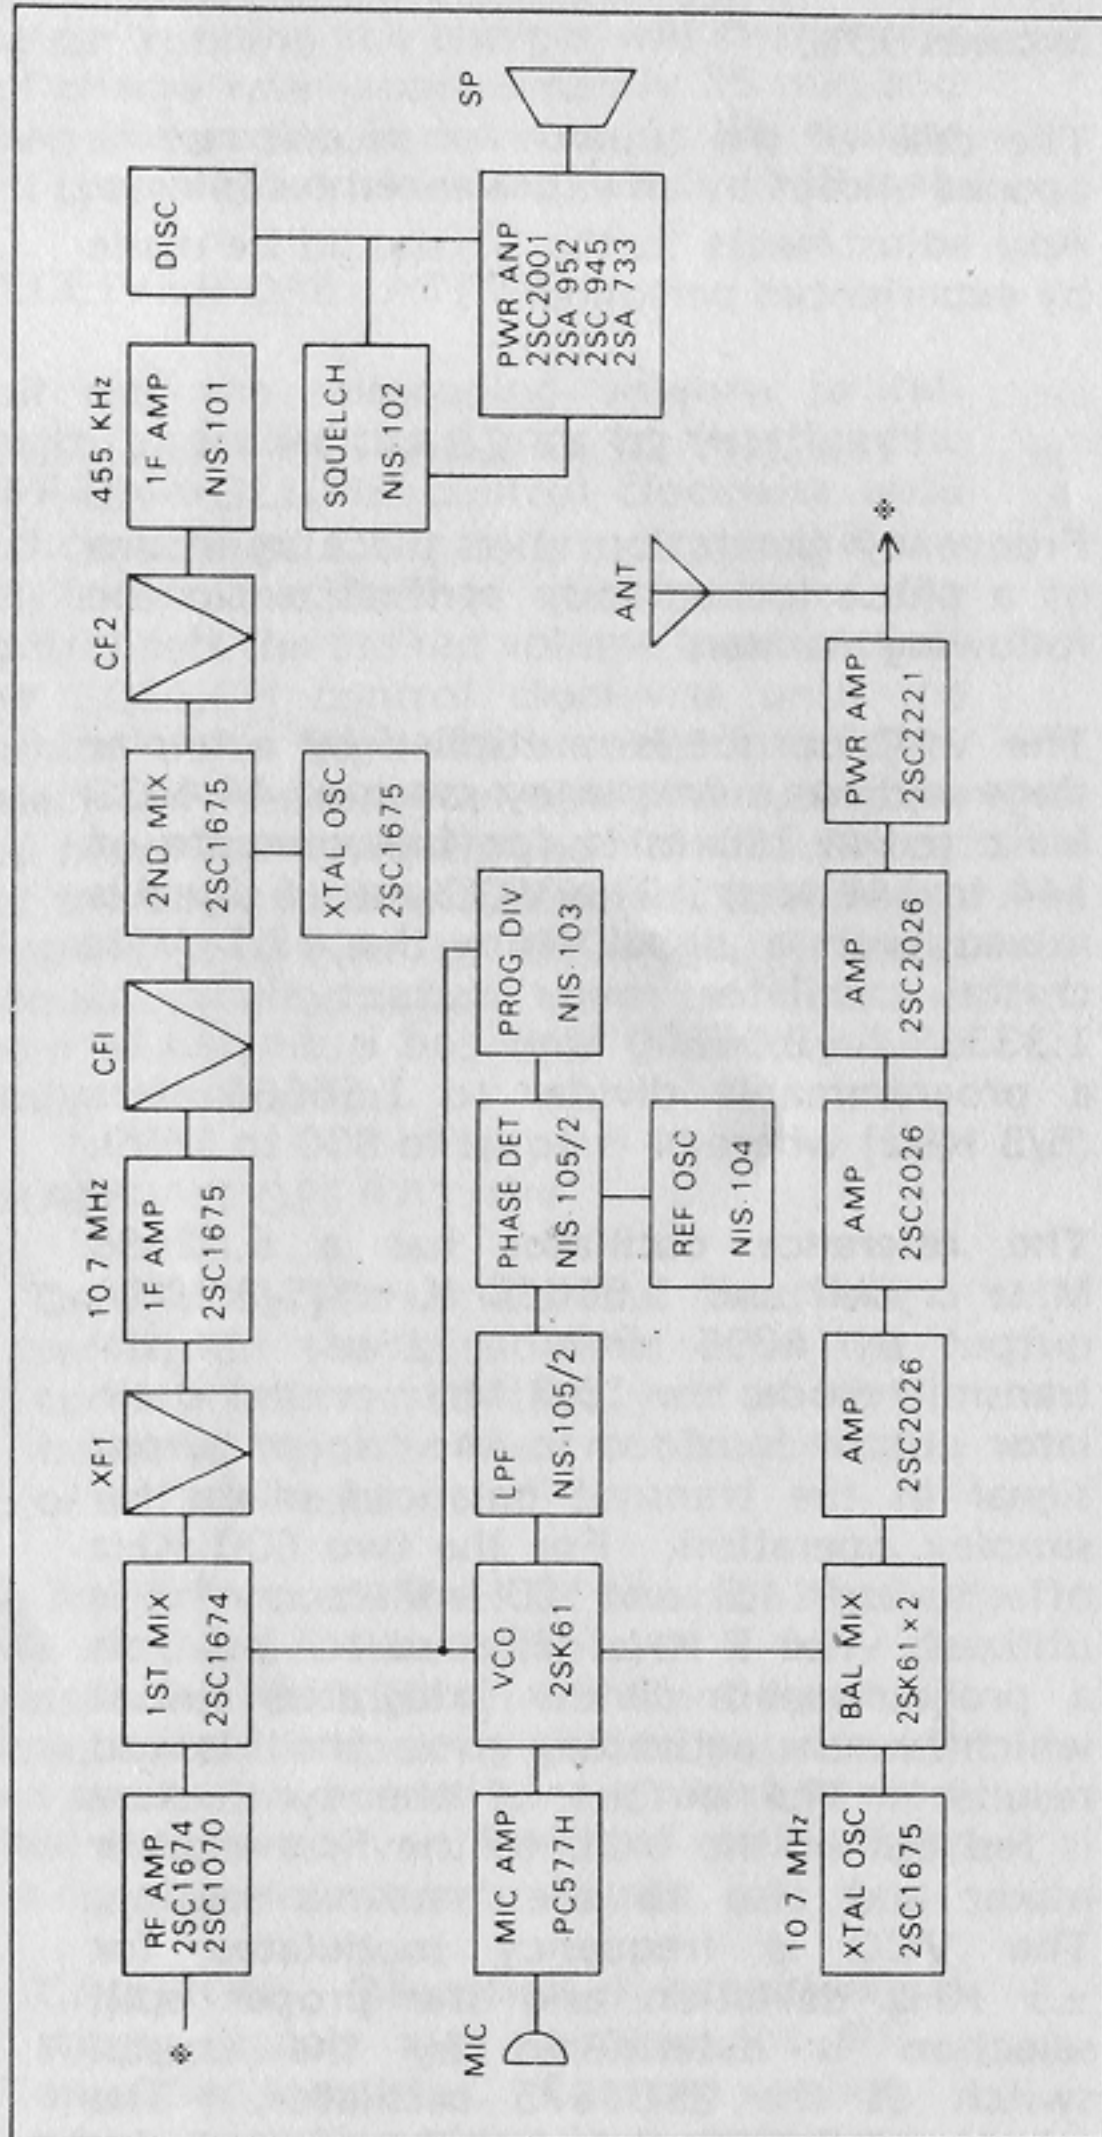 ✽
RF AMP
2SC1674
2SC1070
1ST MIX
2SC1674
XF1
10.7 MHz
1F AMP
2SC1675
CF1
2ND MIX
2SC1675
XTAL OSC
2SC1675
CF2
455 KHz
1F AMP
NIS-101
DISC
SQUELCH
NIS-102
PWR ANP
2SC2001
2SA 952
2SC 945
2SA 733
SP
MIC
MIC AMP
PC577H
VCO
2SK61
LPF
NIS-105/2
PHASE DET
NIS-105/2
PROG DIV
NIS-103
REF OSC
NIS-104
10.7 MHz
XTAL OSC
2SC1675
BAL MIX
2SK61x2
AMP
2SC2026
AMP
2SC2026
AMP
2SC2026
PWR AMP
2SC2221
ANT
✽